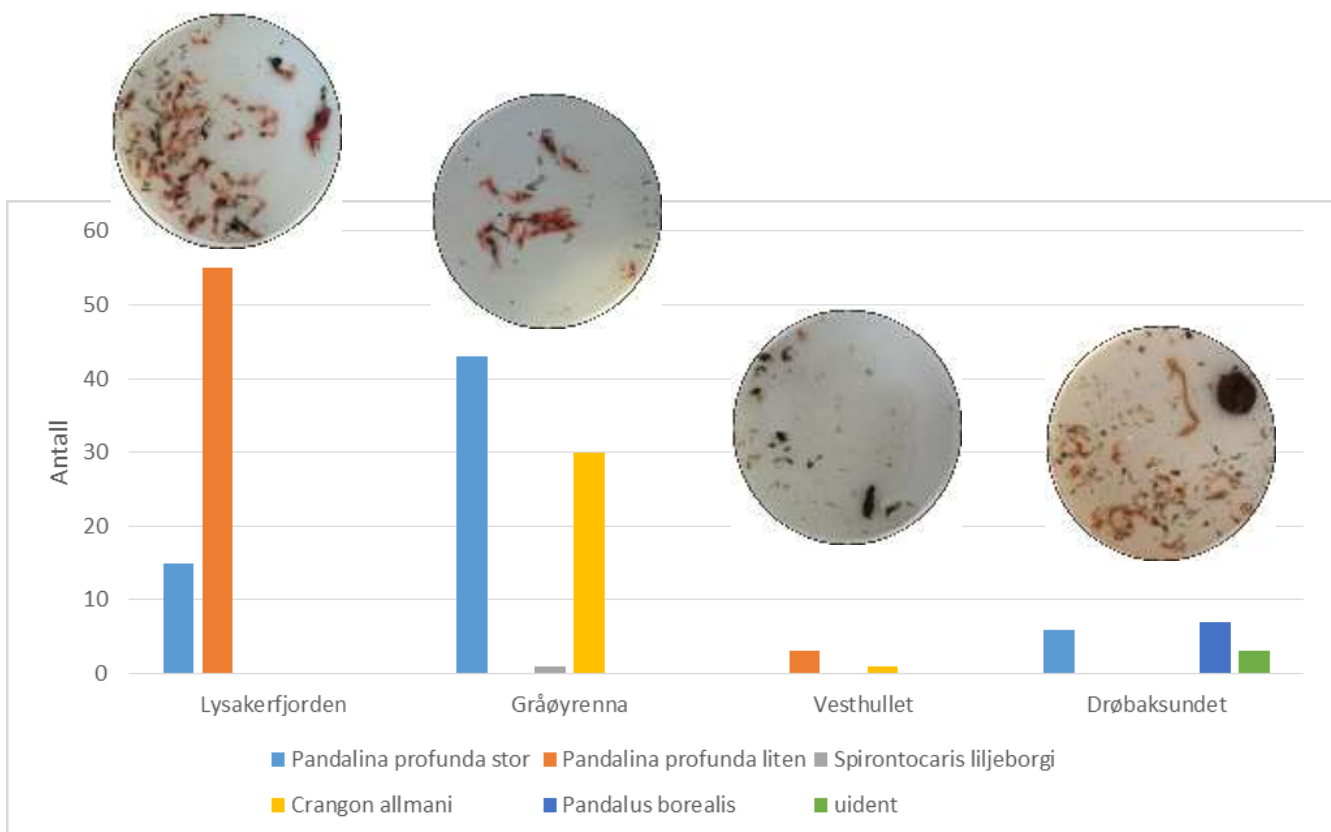 60
50
40
30
20
10
0
Antall
Lysakerfjorden Gråøyrenna Vesthullet Drøbaksundet
Pandalina profunda stor Pandalina profunda liten Spirontocaris liljeborgi
Crangon allmani Pandalus borealis uident